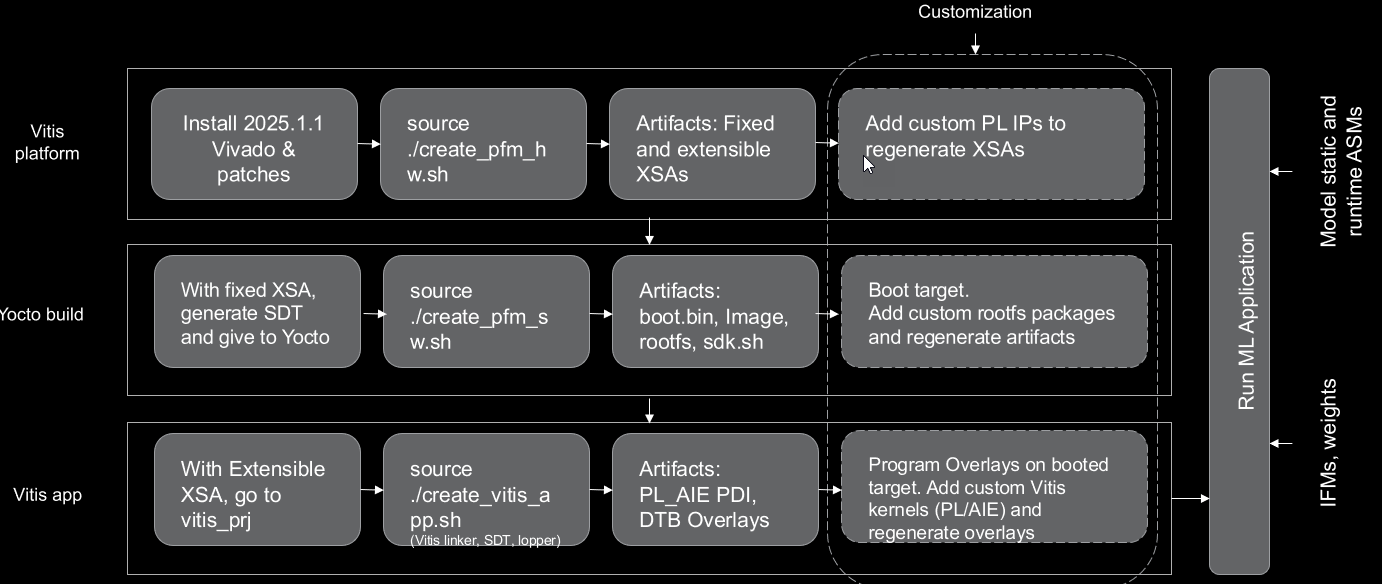 Customization
Vitis
platform
Install 2025.1.1
Vivado &
patches
source
./create_pfm_h
w.sh
Artifacts: Fixed
and extensible
XSAs
Add custom PL IPs to
regenerate XSAs
Yocto build
With fixed XSA,
generate SDT
and give to Yocto
source
./create_pfm_s
w.sh
Artifacts:
boot.bin, Image,
rootfs, sdk.sh
Boot target.
Add custom rootfs packages
and regenerate artifacts
Vitis app
With Extensible
XSA, go to
vitis_prj
source
./create_vitis_a
pp.sh
(Vitis linker, SDT, lopper)
Artifacts:
PL_AIE PDI,
DTB Overlays
Program Overlays on booted
target. Add custom Vitis
kernels (PL/AIE) and
regenerate overlays
Run ML Application
Model static and
runtime ASMs
IFMs, weights